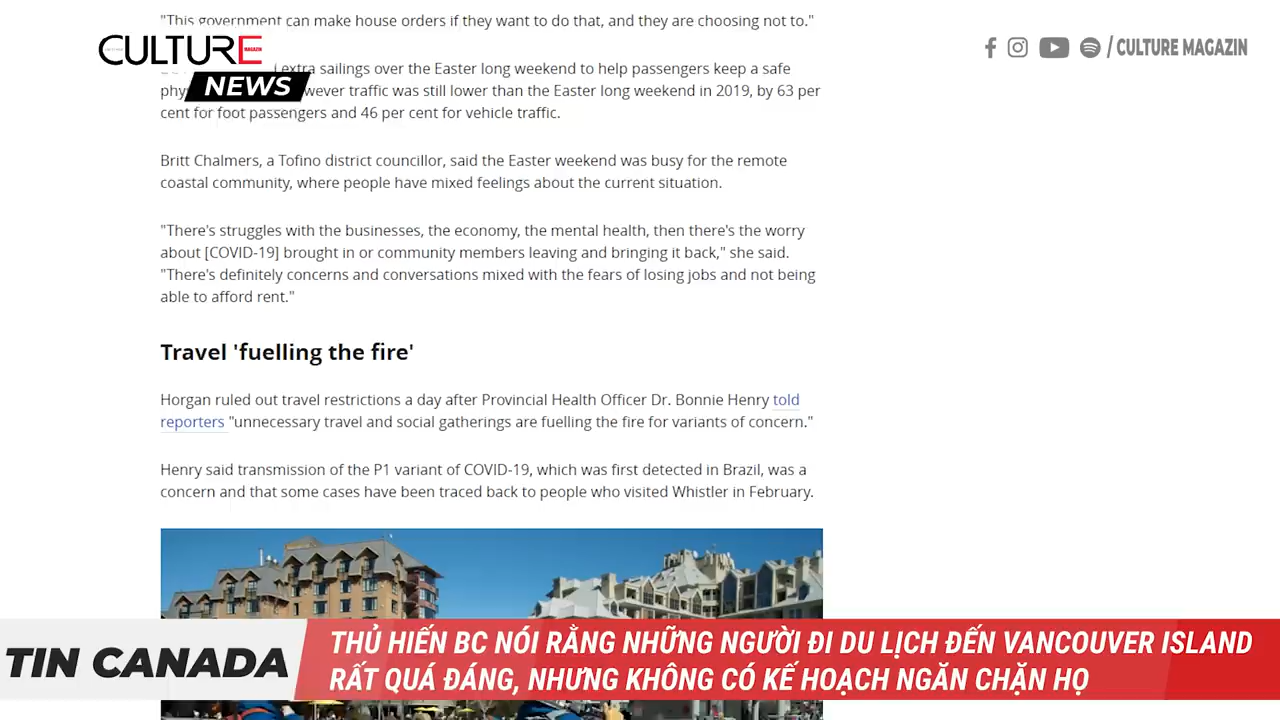 "This government can make house orders if they want to do that, and they are choosing not to."
CULTURE
MAGAZIN
NEWS
/ CULTURE MAGAZIN
extra sailings over the Easter long weekend to help passengers keep a safe
traffic was still lower than the Easter long weekend in 2019, by 63 per
cent for foot passengers and 46 per cent for vehicle traffic.
Britt Chalmers, a Tofino district councillor, said the Easter weekend was busy for the remote
coastal community, where people have mixed feelings about the current situation.
"There's struggles with the businesses, the economy, the mental health, then there's the worry
about [COVID-19] brought in or community members leaving and bringing it back," she said.
"There's definitely concerns and conversations mixed with the fears of losing jobs and not being
able to afford rent."
Travel 'fuelling the fire'
Horgan ruled out travel restrictions a day after Provincial Health Officer Dr. Bonnie Henry told
reporters "unnecessary travel and social gatherings are fuelling the fire for variants of concern."
Henry said transmission of the P1 variant of COVID-19, which was first detected in Brazil, was a
concern and that some cases have been traced back to people who visited Whistler in February.
TIN CANADA
THỦ HIẾN BC NÓI RẰNG NHỮNG NGƯỜI ĐI DU LỊCH ĐẾN VANCOUVER ISLAND
RẤT QUÁ ĐÁNG, NHƯNG KHÔNG CÓ KẾ HOẠCH NGĂN CHẶN HỌ